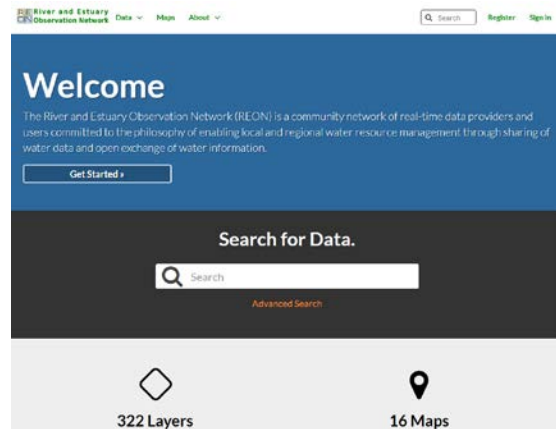 River and Estuary
Observation Network
Data Maps About Search Register Sign in
Welcome
The River and Estuary Observation Network (REON) is a community network of real-time data providers and
users committed to the philosophy of enabling local and regional water resource management through sharing of
water data and open exchange of water information.
Get Started »
Search for Data.
Search
Advanced Search
322 Layers 16 Maps